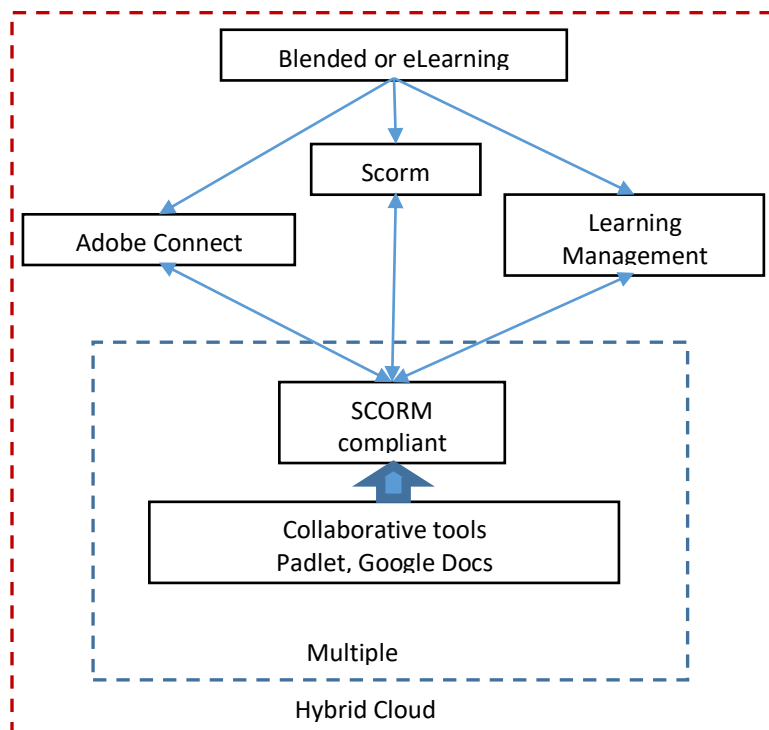 Blended or eLearning
Scorm
Adobe Connect
Learning
Management
SCORM
compliant
Collaborative tools
Padlet, Google Docs
Multiple
Hybrid Cloud